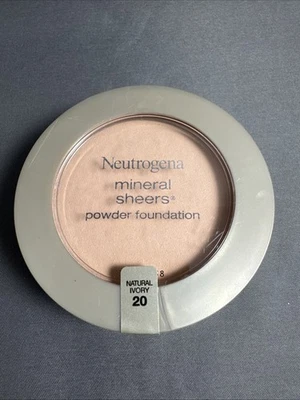 Neutrogena
mineral
sheers®
powder foundation
NATURAL
IVORY
20